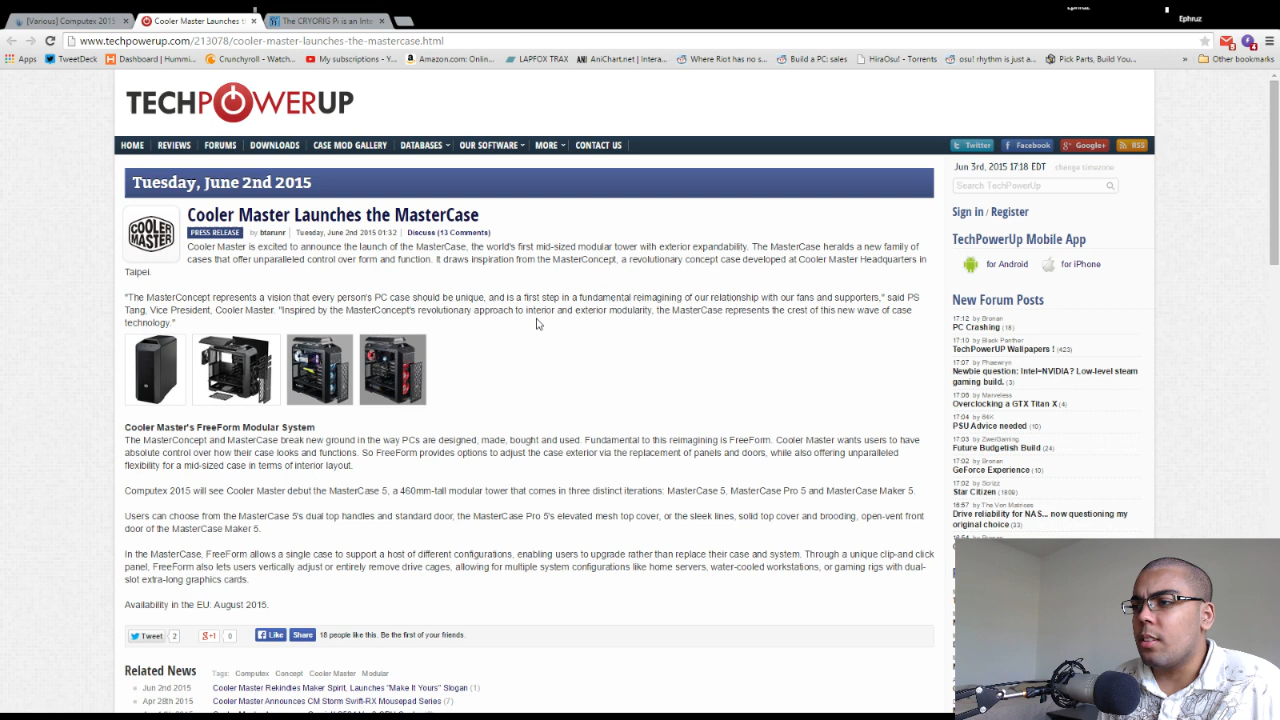 Ephruz
Ephruz
[Various] Computex 2015
Cooler Master Launches t
The CRYORIG Pi is an Inte
www.techpowerup.com/213078/cooler-master-launches-the-mastercase.html
Apps TweetDeck Dashboard | Hummi... Crunchyroll - Watch... My subscriptions - Y... Amazon.com: Onlin... LAPFOX TRAX AniChart.net | Intera... Where Riot has no s... Build a PC: sales HiraOsu! - Torrents osu! rhythm is just a... Pick Parts, Build You... » Other bookmarks
TECHPOWERUP
HOME REVIEWS FORUMS DOWNLOADS CASE MOD GALLERY DATABASES OUR SOFTWARE MORE CONTACT US
Twitter Facebook Google+ RSS
Tuesday, June 2nd 2015
COOLER MASTER
Cooler Master Launches the MasterCase
PRESS RELEASE by btarunr Tuesday, June 2nd 2015 01:32 Discuss (13 Comments)
Cooler Master is excited to announce the launch of the MasterCase, the world's first mid-sized modular tower with exterior expandability. The MasterCase heralds a new family of
cases that offer unparalleled control over form and function. It draws inspiration from the MasterConcept, a revolutionary concept case developed at Cooler Master Headquarters in
Taipei.
"The MasterConcept represents a vision that every person's PC case should be unique, and is a first step in a fundamental reimagining of our relationship with our fans and supporters," said PS
Tang, Vice President, Cooler Master. "Inspired by the MasterConcept's revolutionary approach to interior and exterior modularity, the MasterCase represents the crest of this new wave of case
technology."
Cooler Master's FreeForm Modular System
The MasterConcept and MasterCase break new ground in the way PCs are designed, made, bought and used. Fundamental to this reimagining is FreeForm. Cooler Master wants users to have
absolute control over how their case looks and functions. So FreeForm provides options to adjust the case exterior via the replacement of panels and doors, while also offering unparalleled
flexibility for a mid-sized case in terms of interior layout.
Computex 2015 will see Cooler Master debut the MasterCase 5, a 460mm-tall modular tower that comes in three distinct iterations: MasterCase 5, MasterCase Pro 5 and MasterCase Maker 5.
Users can choose from the MasterCase 5's dual top handles and standard door, the MasterCase Pro 5's elevated mesh top cover, or the sleek lines, solid top cover and brooding, open-vent front
door of the MasterCase Maker 5.
In the MasterCase, FreeForm allows a single case to support a host of different configurations, enabling users to upgrade rather than replace their case and system. Through a unique clip-and click
panel, FreeForm also lets users vertically adjust or entirely remove drive cages, allowing for multiple system configurations like home servers, water-cooled workstations, or gaming rigs with dual-
slot extra-long graphics cards.
Availability in the EU: August 2015.
Tweet 2 +1 0 Like Share 18 people like this. Be the first of your friends.
Related News
Tags: Computex Concept Cooler Master Modular
Jun 2nd 2015 Cooler Master Rekindles Maker Spirit, Launches "Make It Yours" Slogan (1)
Apr 28th 2015 Cooler Master Announces CM Storm Swift-RX Mousepad Series (7)
Jun 3rd, 2015 17:18 EDT change timezone
Search TechPowerUp
Sign in / Register
TechPowerUp Mobile App
for Android for iPhone
New Forum Posts
17:12 by Bronan
PC Crashing (18)
17:10 by Black Panther
TechPowerUP Wallpapers ! (423)
17:07 by Phaewryn
Newbie question: Intel+NVIDIA? Low-level steam
gaming build. (3)
17:06 by Marveless
Overclocking a GTX Titan X (4)
17:04 by 64K
PSU Advice needed (10)
17:03 by ZwerGaming
Future Budgetish Build (24)
17:02 by Bronan
GeForce Experience (10)
17:02 by Scrizz
Star Citizen (1809)
16:57 by The Von Matrices
Drive reliability for NAS... now questioning my
original choice (33)